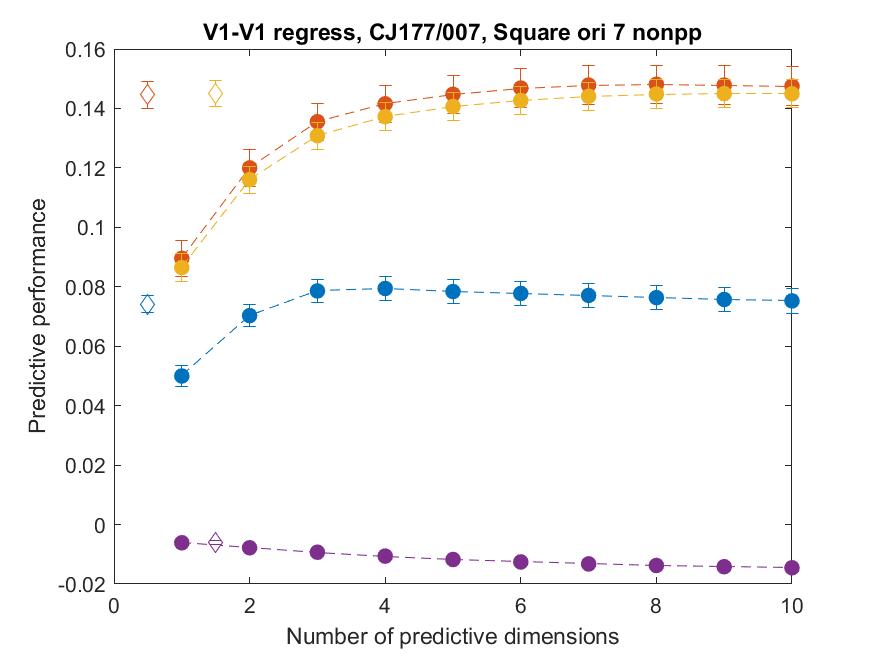 V1-V1 regress, CJ177/007, Square ori 7 nonpp
0.16
0.14
0.12
0.1
0.08
0.06
0.04
0.02
0
-0.02
Predictive performance
0 2 4 6 8 10
Number of predictive dimensions